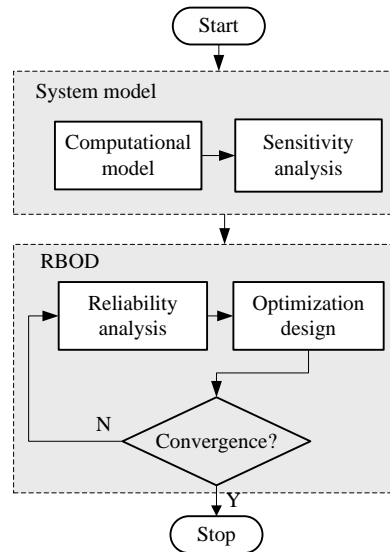 Start
System model
Computational
model
Sensitivity
analysis
RBOD
Reliability
analysis
Optimization
design
N
Convergence?
Y
Stop